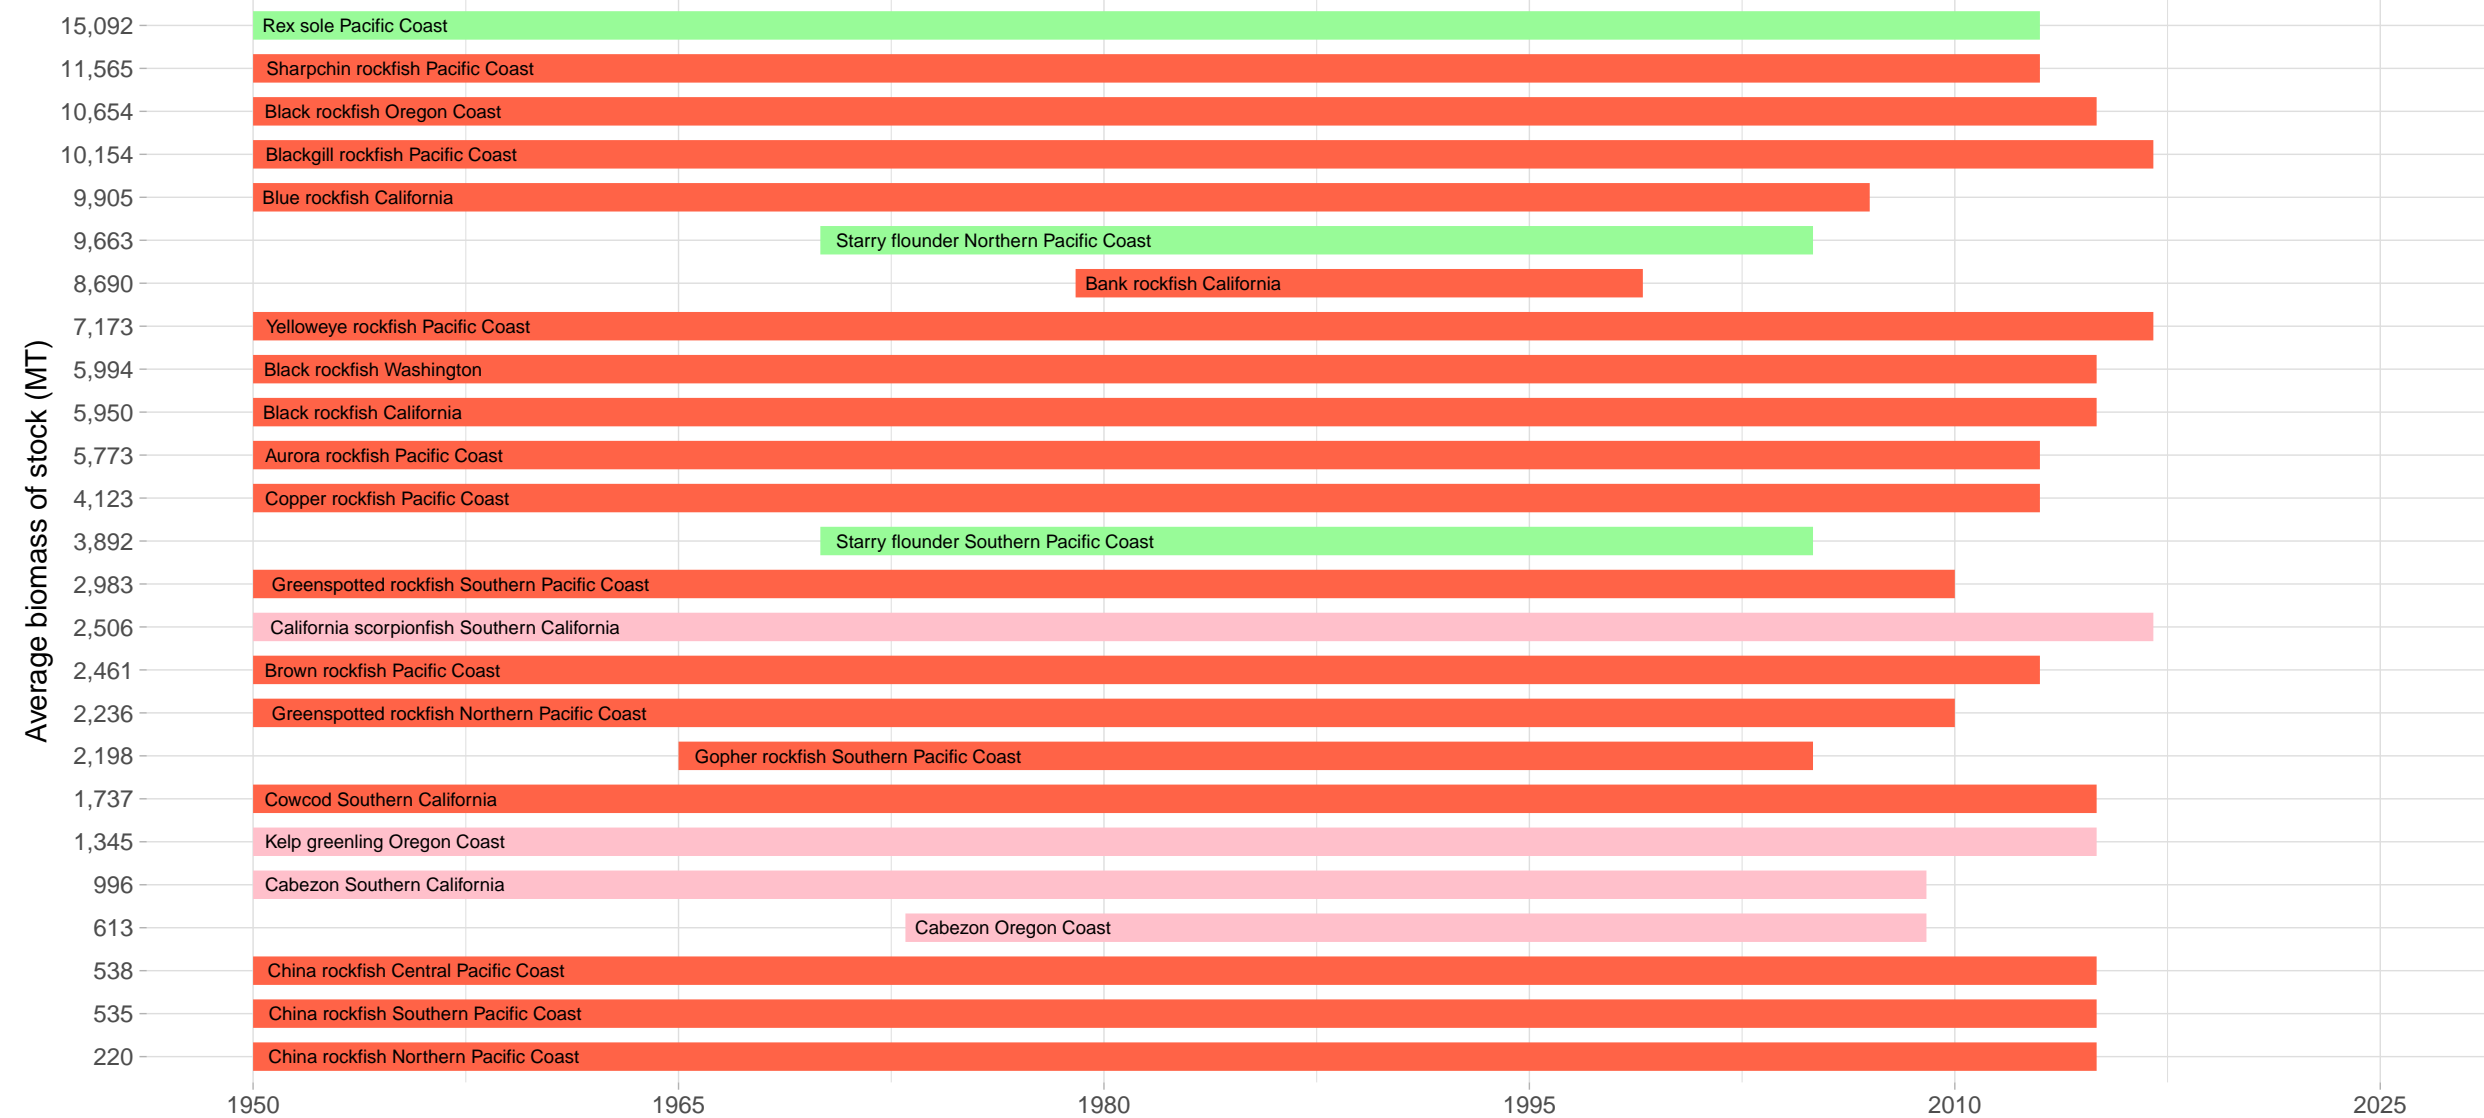 15,092 Rex sole Pacific Coast
11,565 Sharpchin rockfish Pacific Coast
10,654 Black rockfish Oregon Coast
10,154 Blackgill rockfish Pacific Coast
9,905 Blue rockfish California
9,663 Starry flounder Northern Pacific Coast
8,690 Bank rockfish California
7,173 Yelloweye rockfish Pacific Coast
5,994 Black rockfish Washington
5,950 Black rockfish California
5,773 Aurora rockfish Pacific Coast
4,123 Copper rockfish Pacific Coast
3,892 Starry flounder Southern Pacific Coast
2,983 Greenspotted rockfish Southern Pacific Coast
2,506 California scorpionfish Southern California
2,461 Brown rockfish Pacific Coast
2,236 Greenspotted rockfish Northern Pacific Coast
2,198 Gopher rockfish Southern Pacific Coast
1,737 Cowcod Southern California
1,345 Kelp greenling Oregon Coast
996 Cabezon Southern California
613 Cabezon Oregon Coast
538 China rockfish Central Pacific Coast
535 China rockfish Southern Pacific Coast
220 China rockfish Northern Pacific Coast
Average biomass of stock (MT)
1950 1965 1980 1995 2010 2025